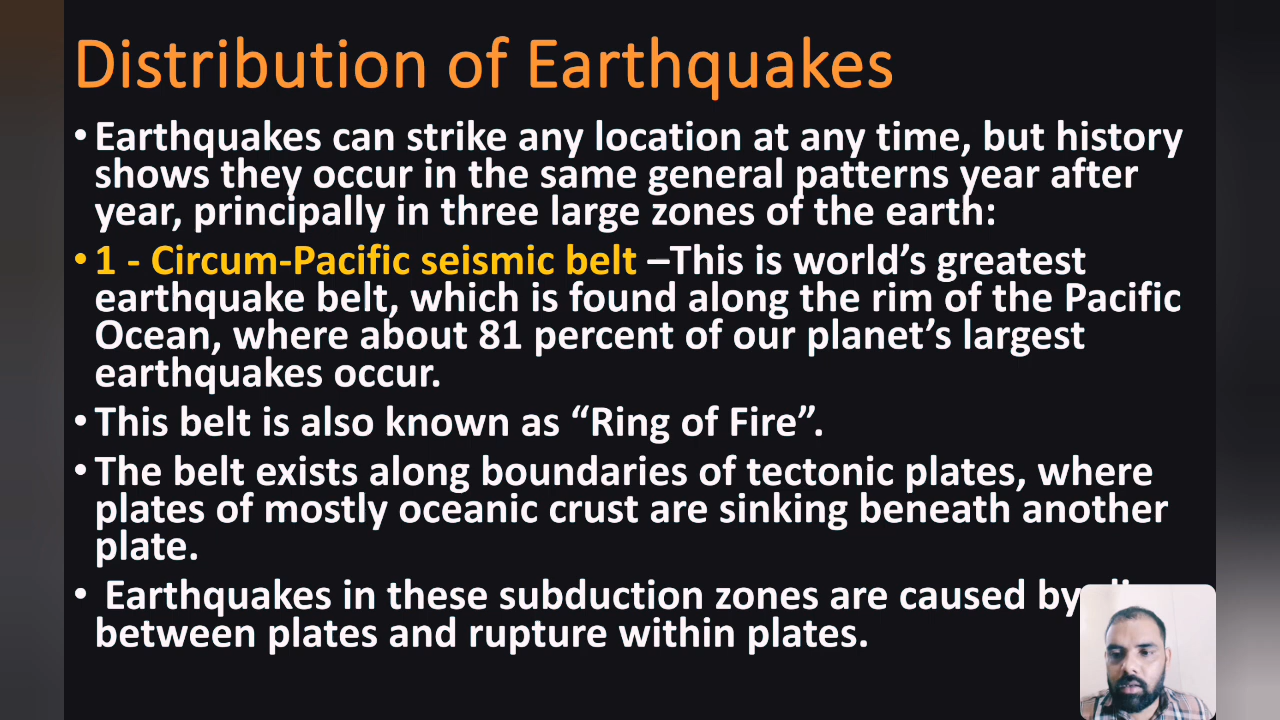 Distribution of Earthquakes
• Earthquakes can strike any location at any time, but history
shows they occur in the same general patterns year after
year, principally in three large zones of the earth:
• 1 - Circum-Pacific seismic belt –This is world’s greatest
earthquake belt, which is found along the rim of the Pacific
Ocean, where about 81 percent of our planet’s largest
earthquakes occur.
• This belt is also known as “Ring of Fire”.
• The belt exists along boundaries of tectonic plates, where
plates of mostly oceanic crust are sinking beneath another
plate.
• Earthquakes in these subduction zones are caused by
between plates and rupture within plates.